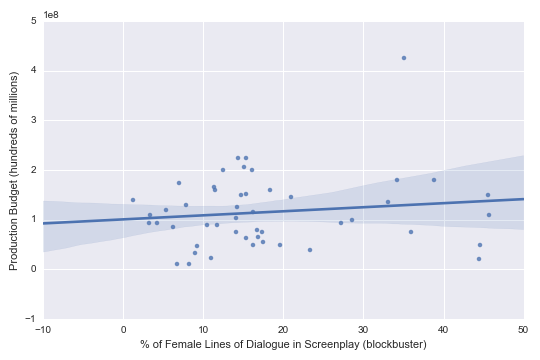 1e8
5
4
3
2
1
0
−1
Production Budget (hundreds of millions)
−10 0 10 20 30 40 50
% of Female Lines of Dialogue in Screenplay (blockbuster)